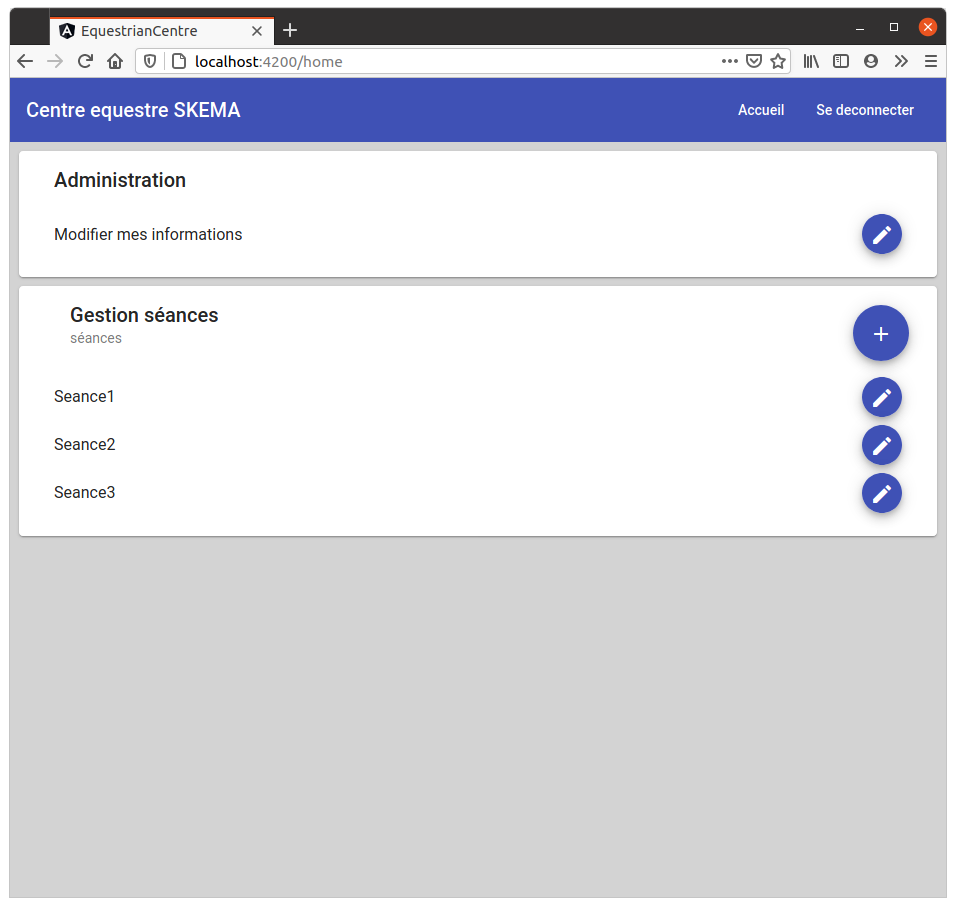 EquestrianCentre
localhost:4200/home
Centre equestre SKEMA Accueil Se deconnecter
Administration
Modifier mes informations
Gestion séances
séances
Seance1
Seance2
Seance3